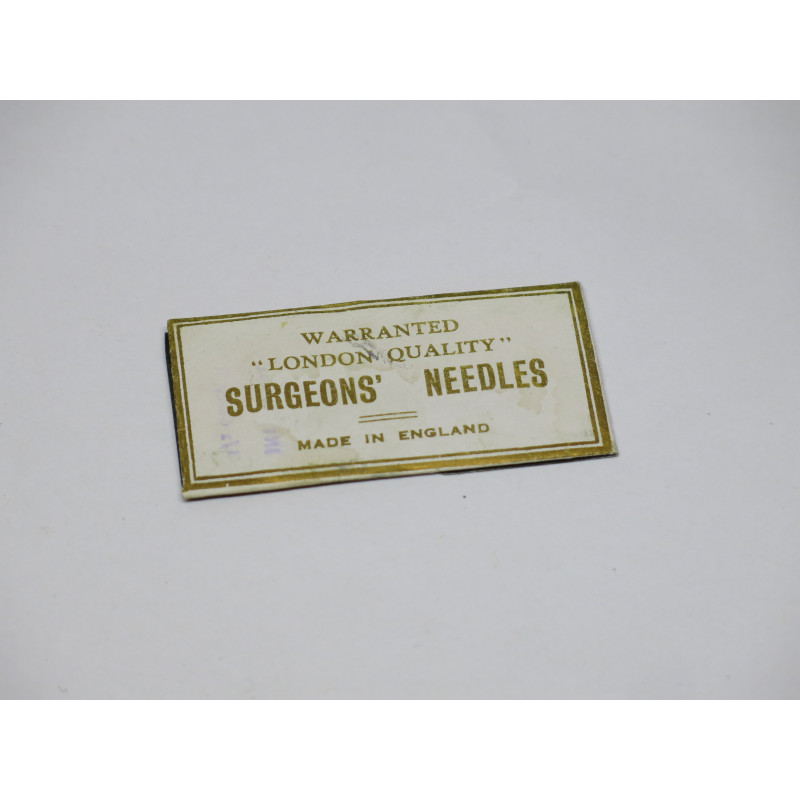 WARRANTED
"LONDON QUALITY"
SURGEONS' NEEDLES
MADE IN ENGLAND